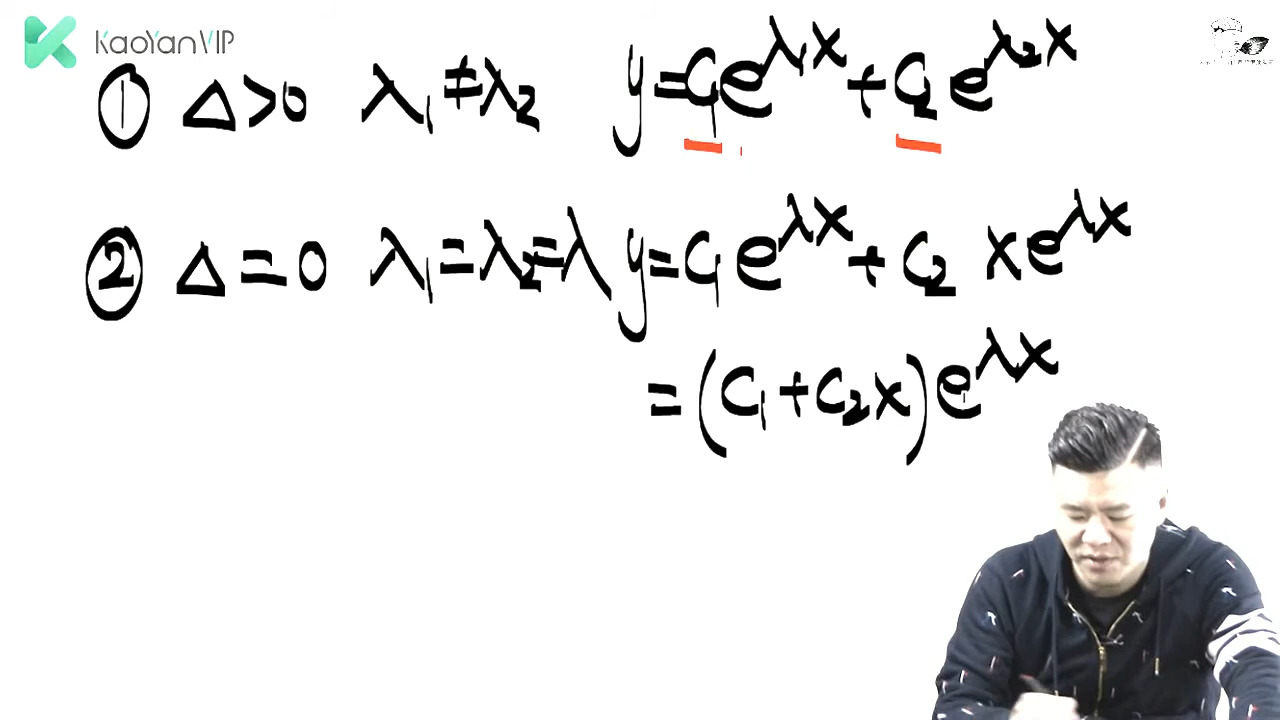 KaoYanVIP
① Δ>0 λ₁≠λ₂ y=C₁e^λ₁x+C₂e^λ₂x
② Δ=0 λ₁=λ₂=λ y=C₁e^λx+C₂xe^λx
=(C₁+C₂x)e^λx